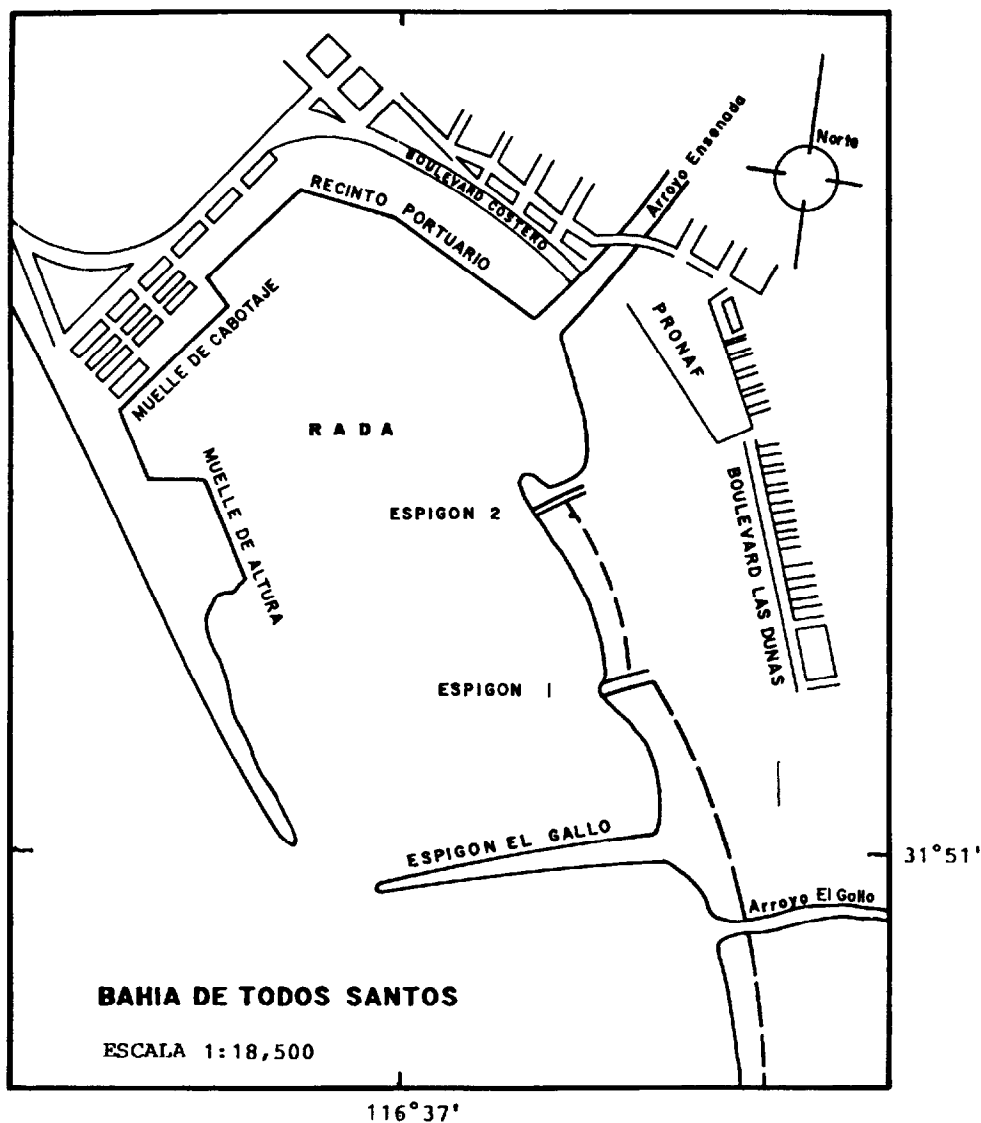 Norte
Arroyo Ensenada
BOULEVARD COSTERO
RECINTO PORTUARIO
MUELLE DE CABOTAJE
PRONAF
RADA
MUELLE DE ALTURA
ESPIGON 2
BOULEVARD LAS DUNAS
ESPIGON 1
ESPIGON EL GALLO
31°51'
Arroyo El Gallo
BAHIA DE TODOS SANTOS
ESCALA 1:18,500
116°37'